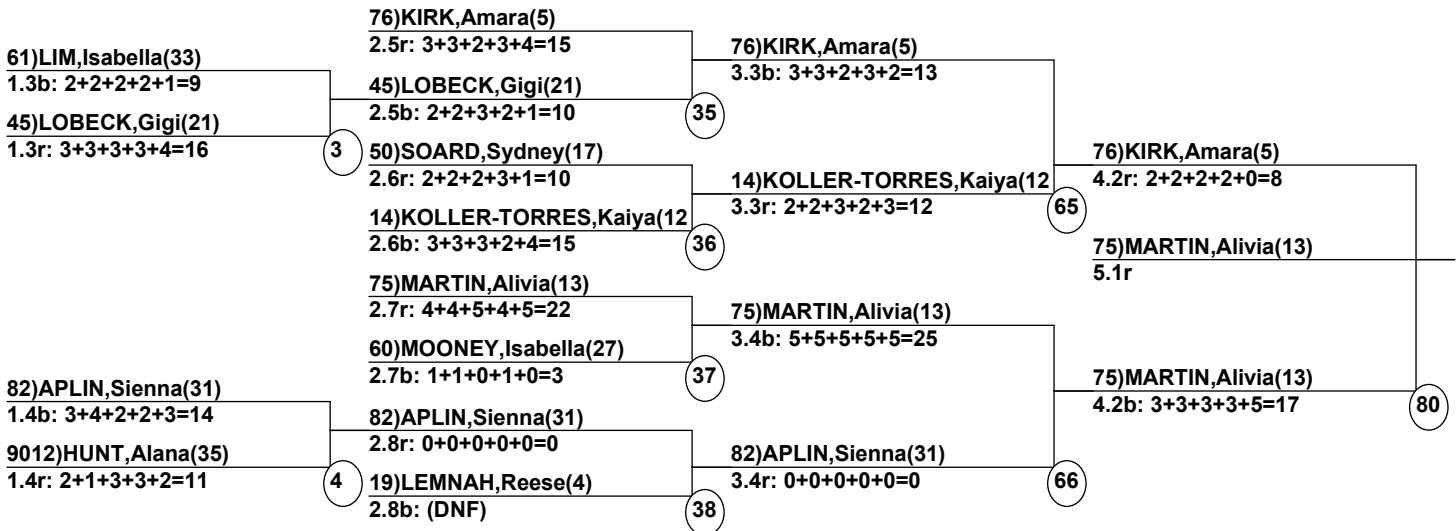 61)LIM,Isabella(33)
1.3b: 2+2+2+2+1=9
45)LOBECK,Gigi(21)
1.3r: 3+3+3+3+4=16
3
82)APLIN,Sienna(31)
1.4b: 3+4+2+2+3=14
9012)HUNT,Alana(35)
1.4r: 2+1+3+3+2=11
4
76)KIRK,Amara(5)
2.5r: 3+3+2+3+4=15
45)LOBECK,Gigi(21)
2.5b: 2+2+3+2+1=10
35
50)SOARD,Sydney(17)
2.6r: 2+2+2+3+1=10
14)KOLLER-TORRES,Kaiya(12
2.6b: 3+3+3+2+4=15
36
75)MARTIN,Alivia(13)
2.7r: 4+4+5+4+5=22
60)MOONEY,Isabella(27)
2.7b: 1+1+0+1+0=3
37
82)APLIN,Sienna(31)
2.8r: 0+0+0+0+0=0
19)LEMNAH,Reese(4)
2.8b: (DNF)
38
76)KIRK,Amara(5)
3.3b: 3+3+2+3+2=13
14)KOLLER-TORRES,Kaiya(12
3.3r: 2+2+3+2+3=12
65
75)MARTIN,Alivia(13)
3.4b: 5+5+5+5+5=25
82)APLIN,Sienna(31)
3.4r: 0+0+0+0+0=0
66
76)KIRK,Amara(5)
4.2r: 2+2+2+2+0=8
75)MARTIN,Alivia(13)
5.1r
75)MARTIN,Alivia(13)
4.2b: 3+3+3+3+5=17
80